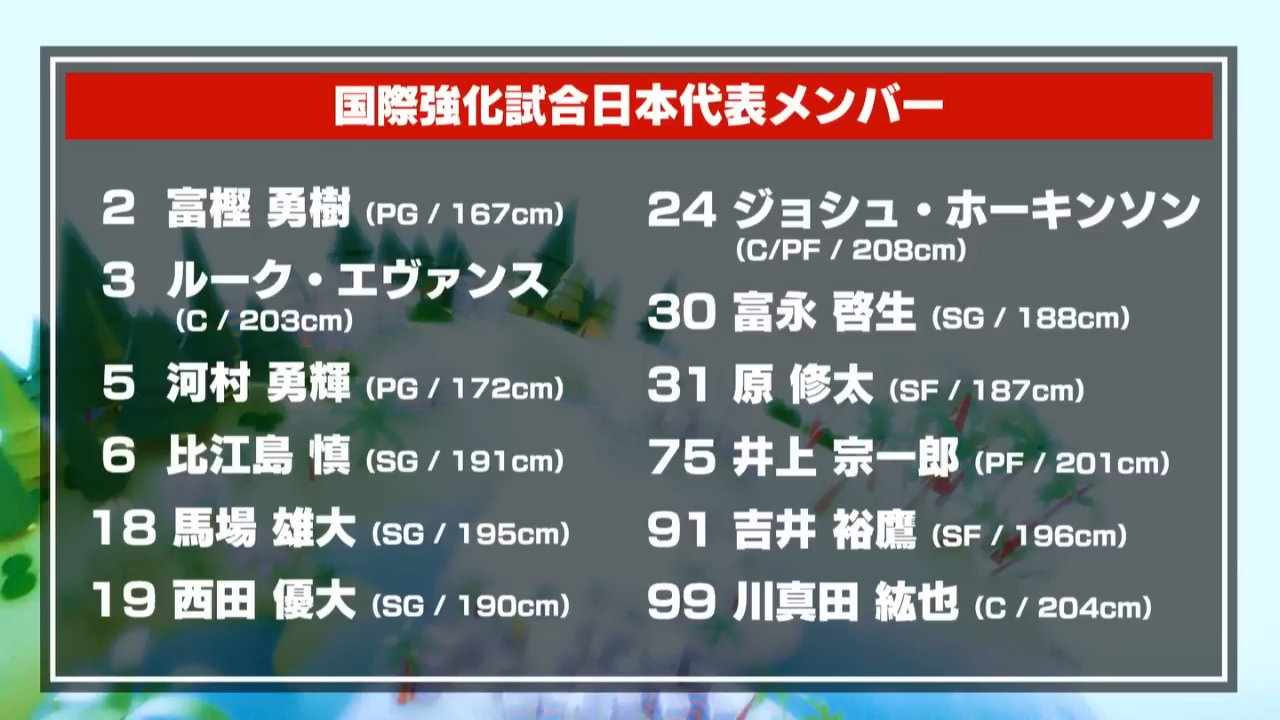 国際強化試合日本代表メンバー
2 富樫 勇樹 (PG / 167cm)
3 ルーク・エヴァンス
(C / 203cm)
5 河村 勇輝 (PG / 172cm)
6 比江島 慎 (SG / 191cm)
18 馬場 雄大 (SG / 195cm)
19 西田 優大 (SG / 190cm)
24 ジョシュ・ホーキンソン
(C/PF / 208cm)
30 富永 啓生 (SG / 188cm)
31 原 修太 (SF / 187cm)
75 井上 宗一郎 (PF / 201cm)
91 吉井 裕鷹 (SF / 196cm)
99 川真田 紘也 (C / 204cm)